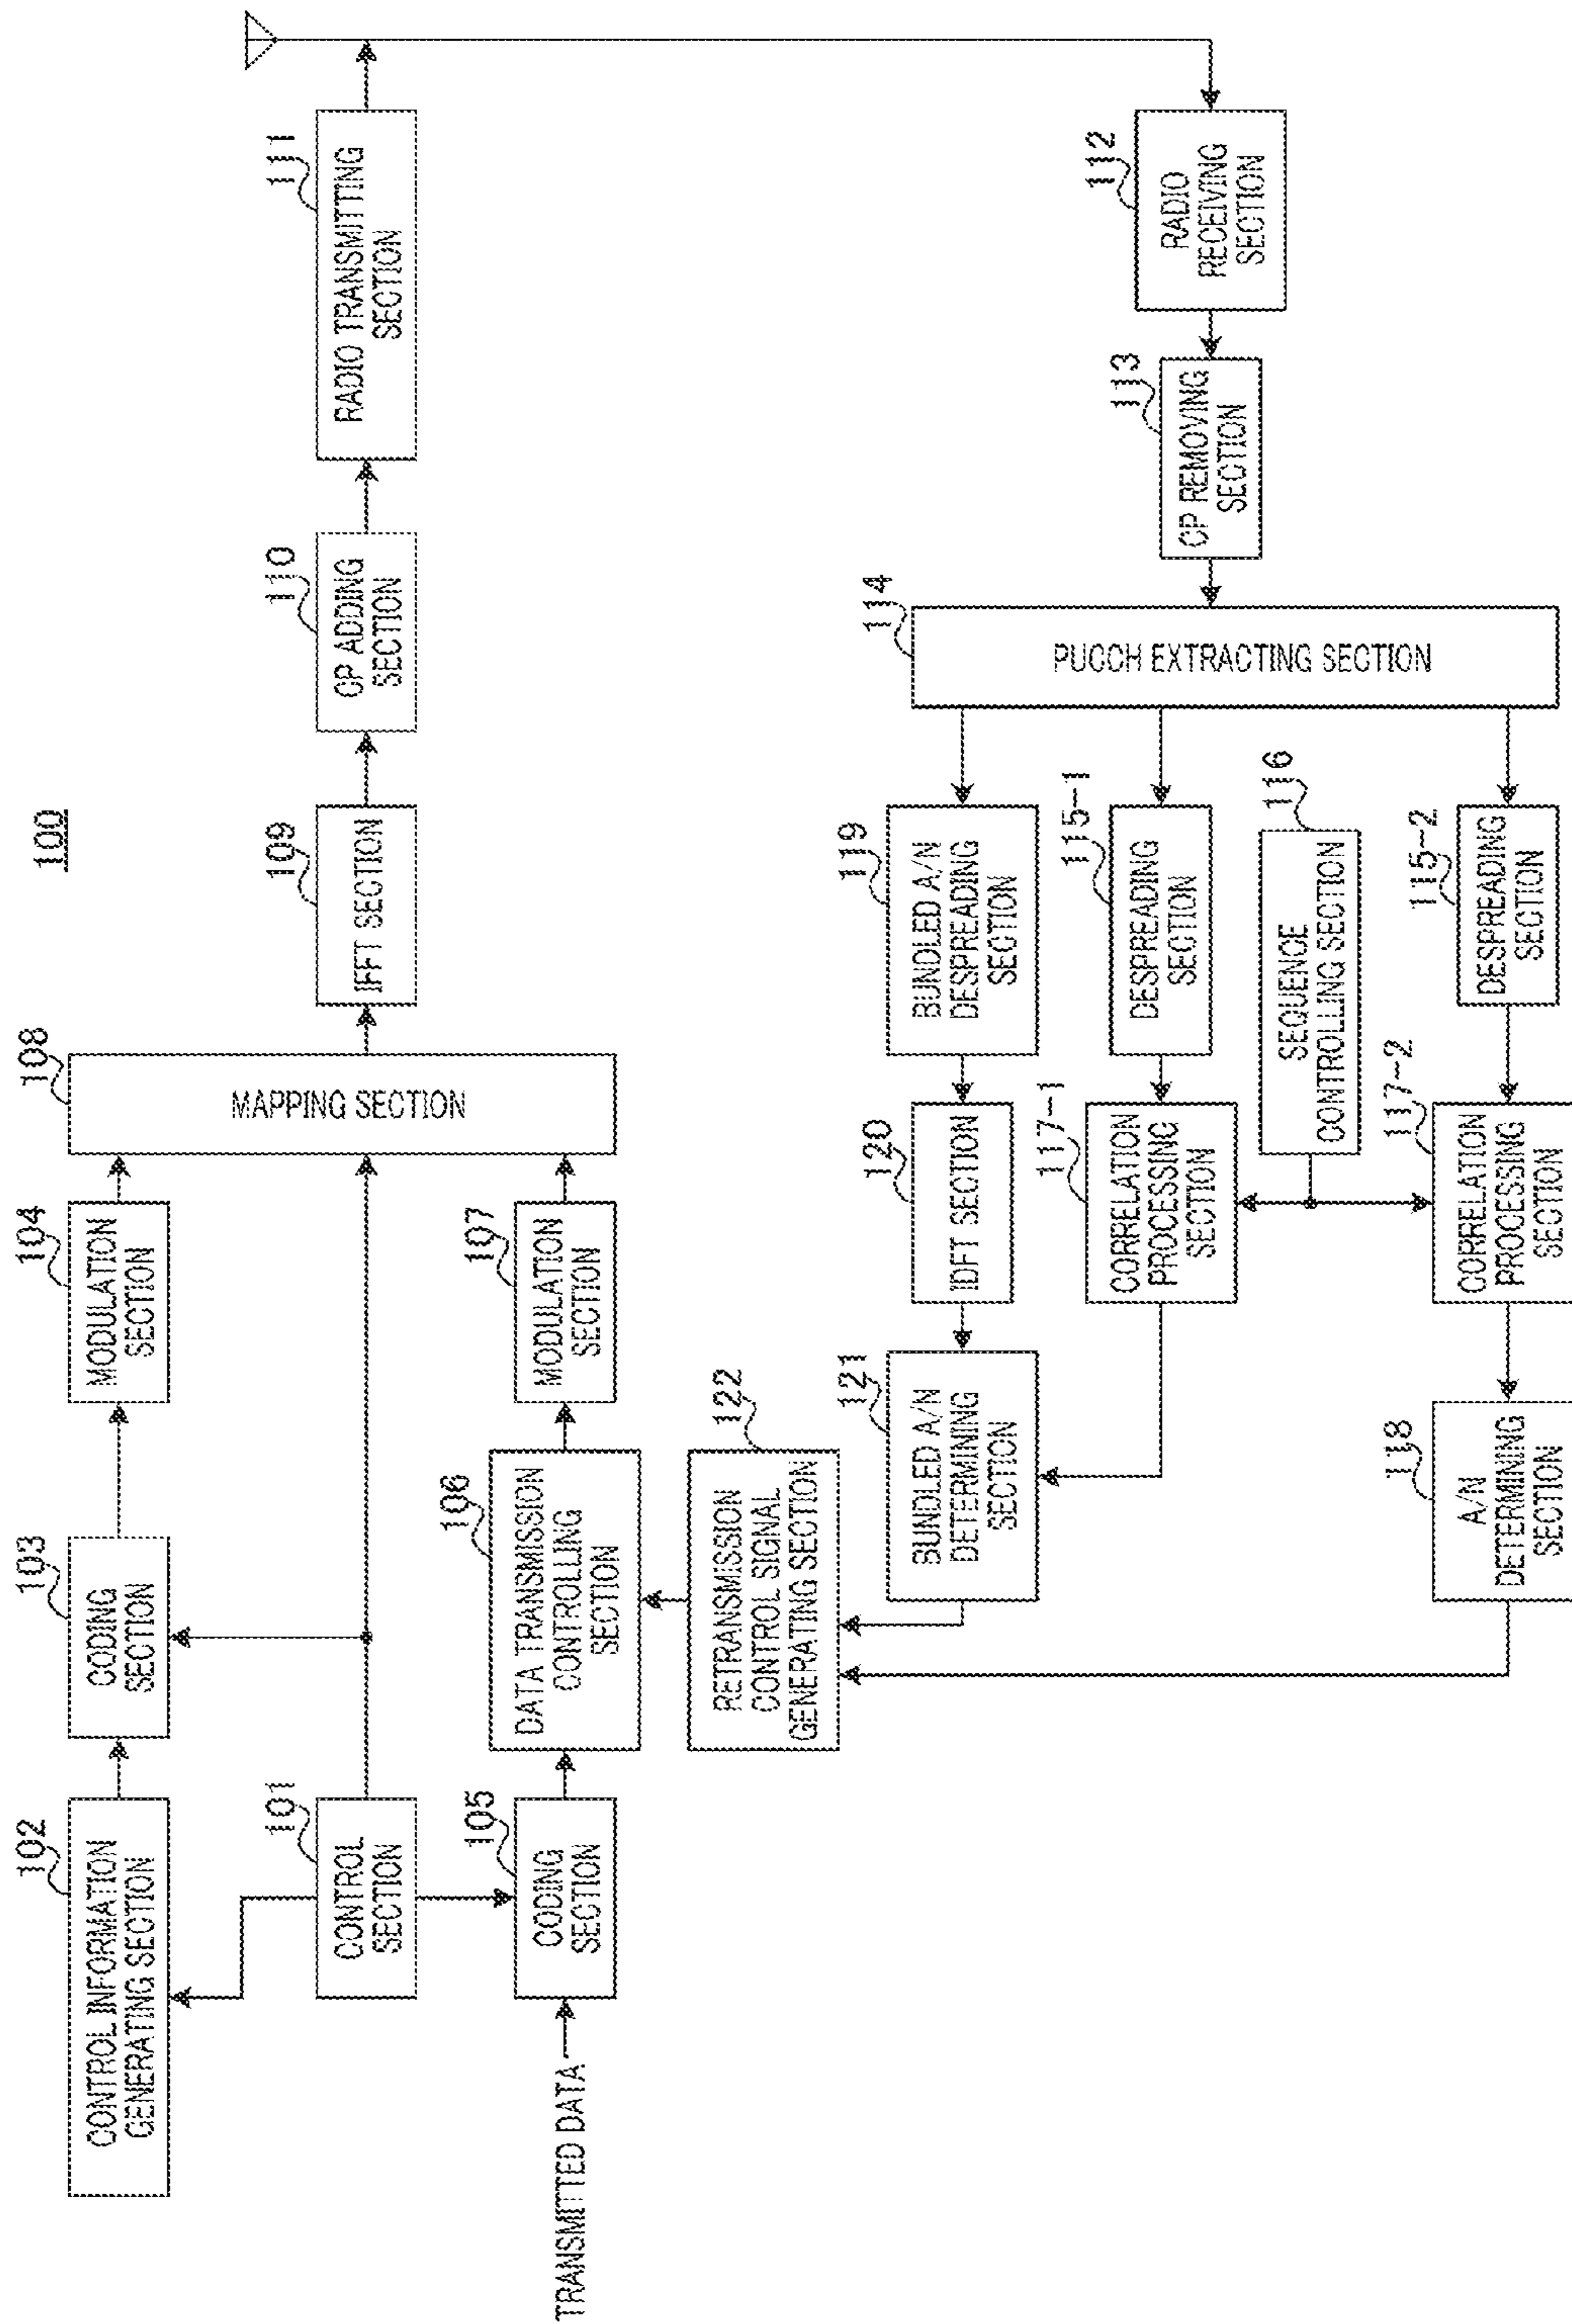 100
102
CONTROL INFORMATION
GENERATING SECTION
103
CODING
SECTION
104
MODULATION
SECTION
101
CONTROL
SECTION
TRANSMITTED DATA
105
CODING
SECTION
106
DATA TRANSMISSION
CONTROLLING
SECTION
107
MODULATION
SECTION
108
MAPPING SECTION
109
IFFT SECTION
110
CP ADDING
SECTION
111
RADIO TRANSMITTING
SECTION
112
RADIO
RECEIVING
SECTION
113
CP REMOVING
SECTION
114
PUCCH EXTRACTING SECTION
119
BUNDLED A/N
DESPREADING
SECTION
115-1
DESPREADING
SECTION
116
SEQUENCE
CONTROLLING SECTION
115-2
DESPREADING
SECTION
120
IDFT SECTION
117-1
CORRELATION
PROCESSING
SECTION
117-2
CORRELATION
PROCESSING
SECTION
121
BUNDLED A/N
DETERMINING
SECTION
118
A/N
DETERMINING
SECTION
122
RETRANSMISSION
CONTROL SIGNAL
GENERATING SECTION